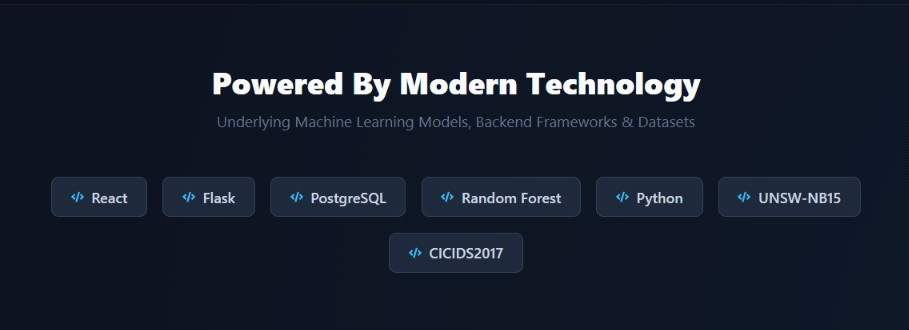 Powered By Modern Technology
Underlying Machine Learning Models, Backend Frameworks & Datasets
React Flask PostgreSQL Random Forest Python UNSW-NB15
CICIDS2017